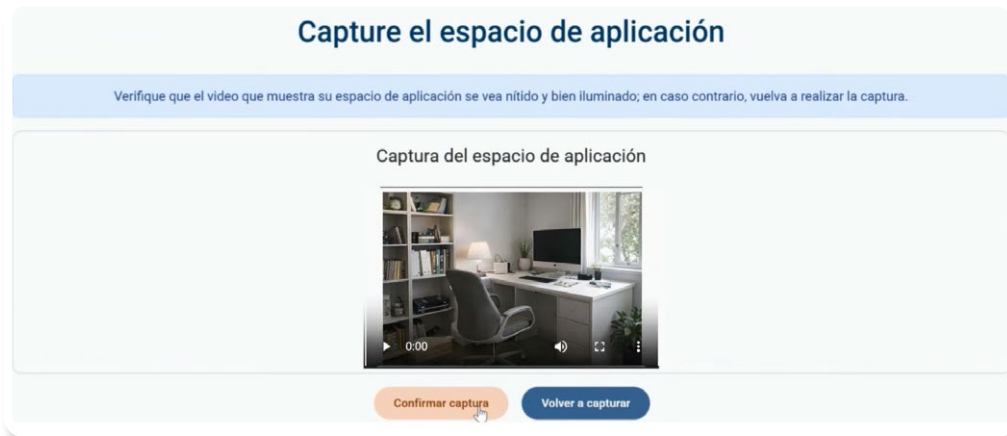 Capture el espacio de aplicación
Verifique que el video que muestra su espacio de aplicación se vea nítido y bien iluminado; en caso contrario, vuelva a realizar la captura.
Captura del espacio de aplicación
0:00
Confirmar captura
Volver a capturar